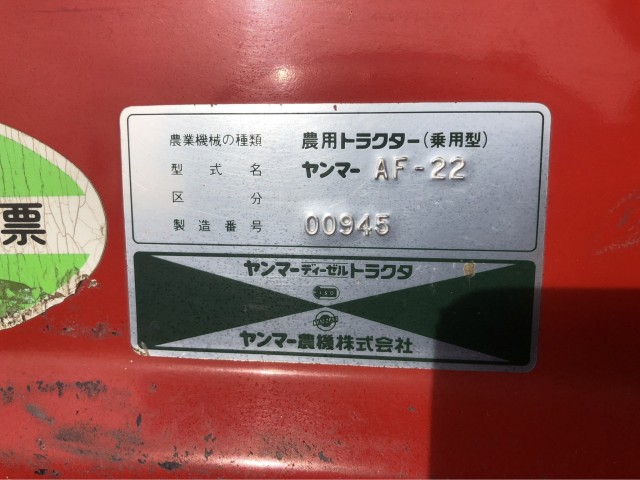 農業機械の種類 農用トラクター(乗用型)
型式名 ヤンマー AF-22
区分
製造番号 00945
ヤンマーディーゼルトラクタ
ヤンマー農機株式会社
票